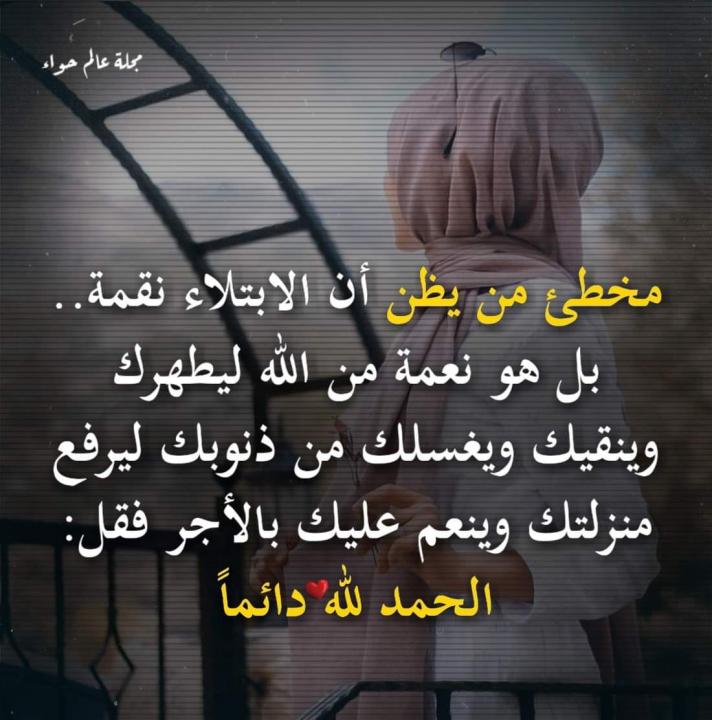 مجلة عالم حواء
مخطئ من يظن أن الابتلاء نقمة..
بل هو نعمة من الله ليطهرك
وينقيك ويغسلك من ذنوبك ليرفع
منزلتك وينعم عليك بالأجر فقل:
الحمد لله❤️دائماً